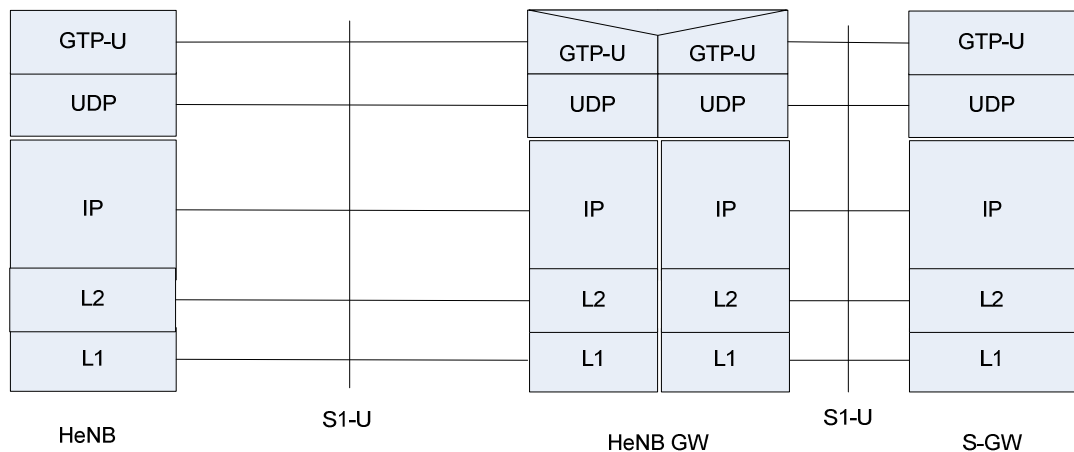 GTP-U GTP-U GTP-U GTP-U
UDP UDP UDP UDP
IP IP IP IP
L2 L2 L2 L2
L1 L1 L1 L1
S1-U S1-U
HeNB HeNB GW S-GW